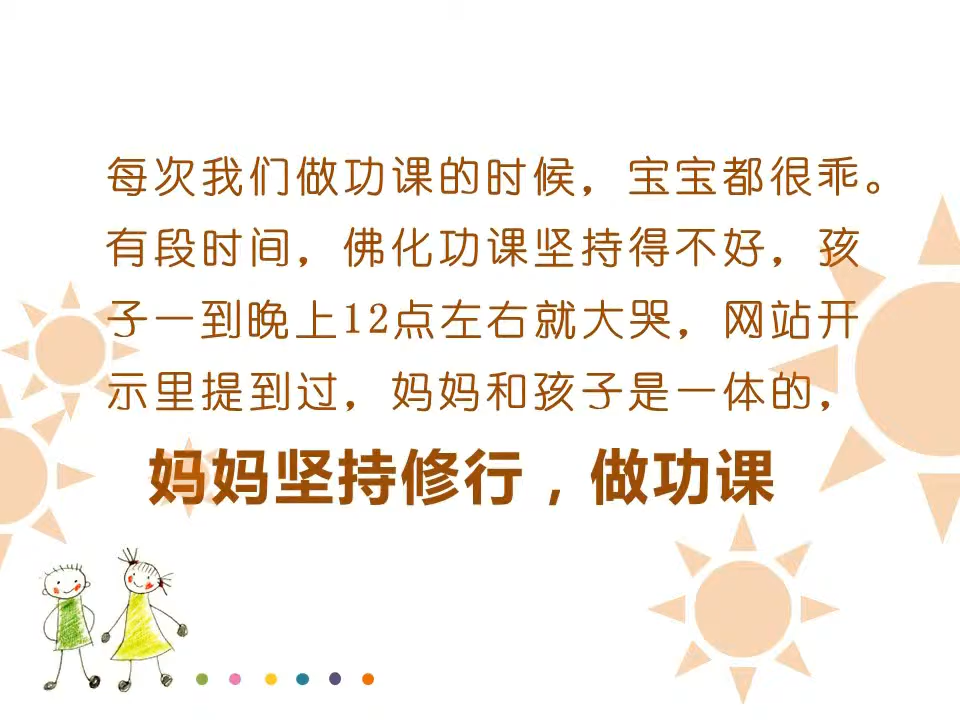 每次我们做功课的时候，宝宝都很乖。
有段时间，佛化功课坚持得不好，孩
子一到晚上12点左右就大哭，网站开
示里提到过，妈妈和孩子是一体的，
妈妈坚持修行，做功课